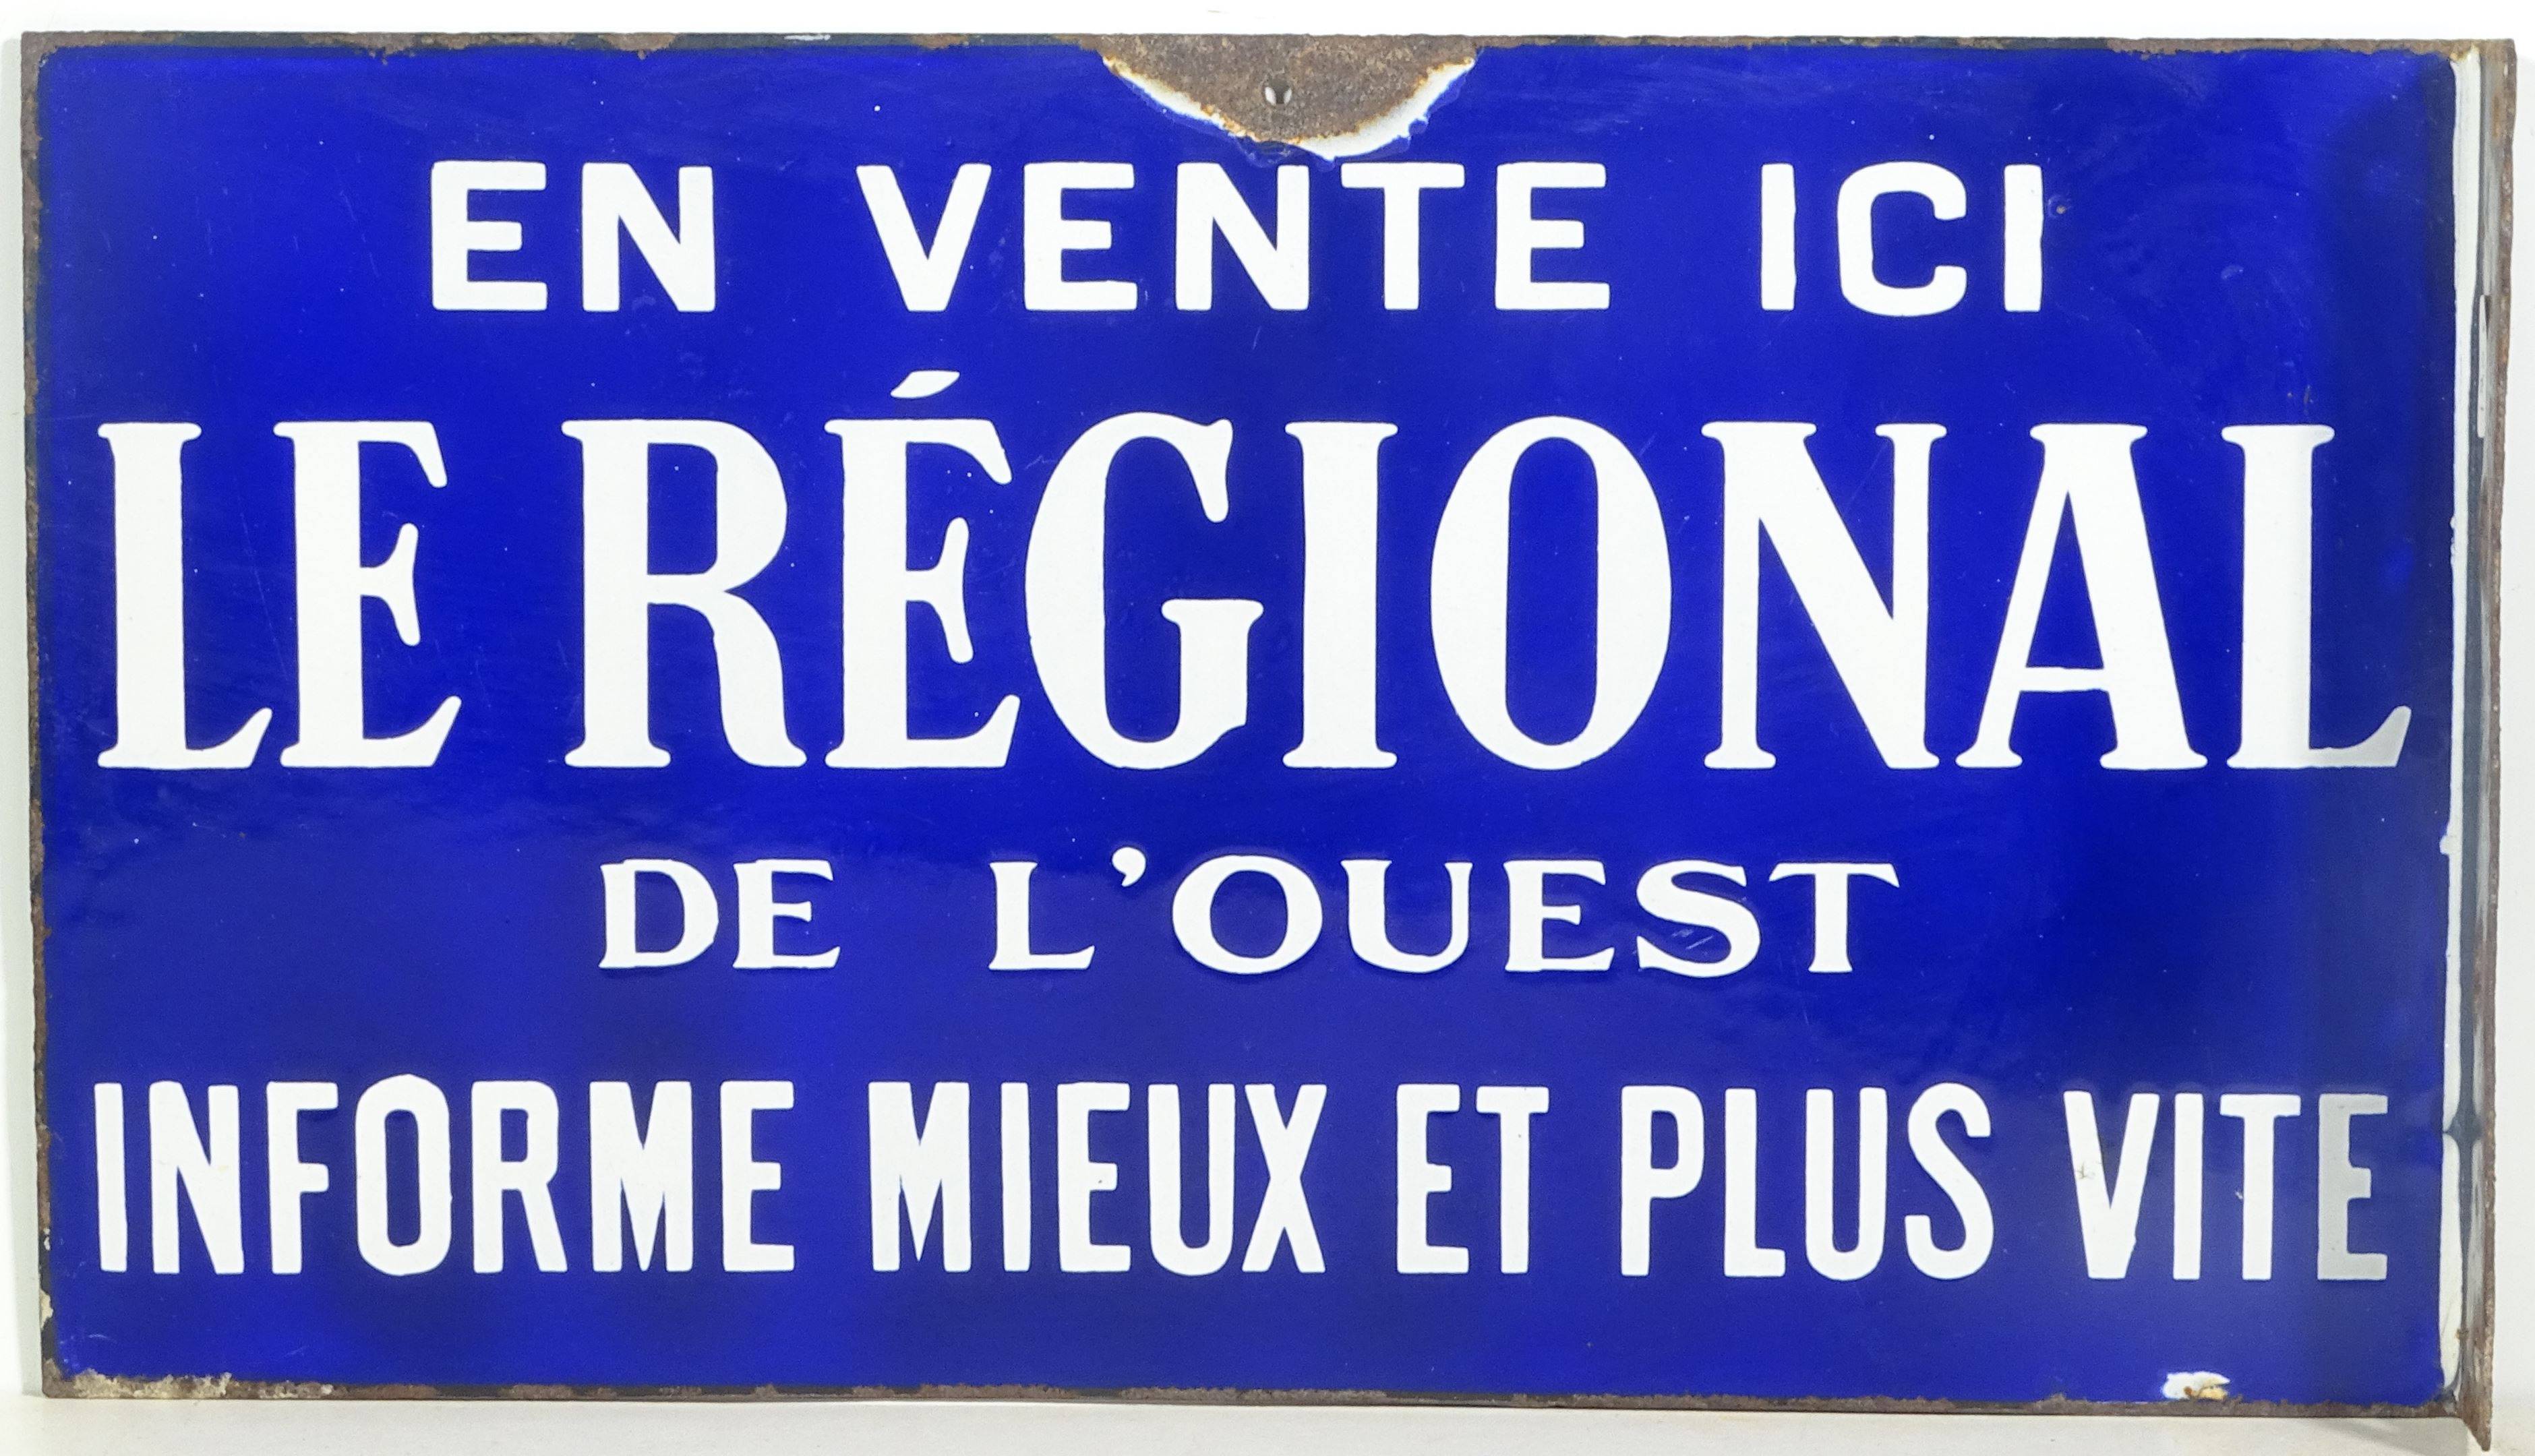 EN VENTE ICI
LE RÉGIONAL
DE L'OUEST
INFORME MIEUX ET PLUS VITE